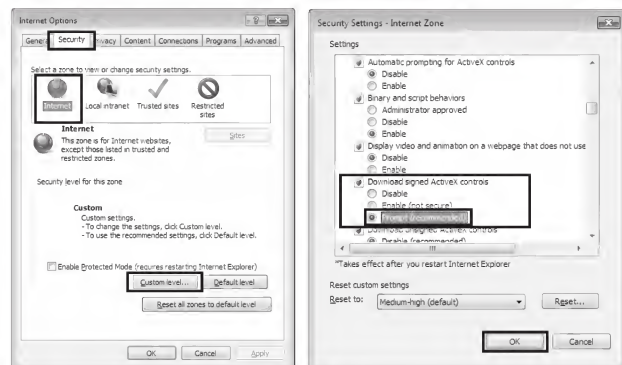 Internet Options
General Security Privacy Content Connections Programs Advanced
Select a zone to view or change security settings.
Internet Local intranet Trusted sites Restricted
sites
Internet
This zone is for Internet websites,
except those listed in trusted and
restricted zones.
Sites
Security level for this zone
Custom
Custom settings.
- To change the settings, click Custom level.
- To use the recommended settings, click Default level.
Enable Protected Mode (requires restarting Internet Explorer)
Custom level... Default level
Reset all zones to default level
OK Cancel Apply
Security Settings - Internet Zone
Settings
Automatic prompting for ActiveX controls
Disable
Enable
Binary and script behaviors
Administrator approved
Disable
Enable
Display video and animation on a webpage that does not use
Disable
Enable
Download signed ActiveX controls
Disable
Enable (not secure)
Prompt (recommended)
Download unsigned ActiveX controls
Disable (recommended)
*Takes effect after you restart Internet Explorer
Reset custom settings
Reset to: Medium-high (default) Reset...
OK Cancel